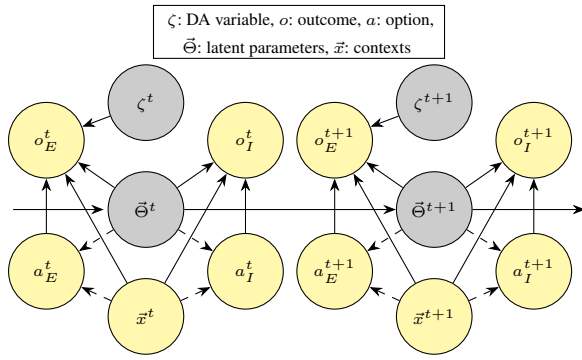 ζ: DA variable, o: outcome, a: option,
Θ⃗: latent parameters, x⃗: contexts
ζ^t
ζ^{t+1}
o_E^t
o_I^t
o_E^{t+1}
o_I^{t+1}
Θ⃗^t
Θ⃗^{t+1}
a_E^t
a_I^t
a_E^{t+1}
a_I^{t+1}
x⃗^t
x⃗^{t+1}